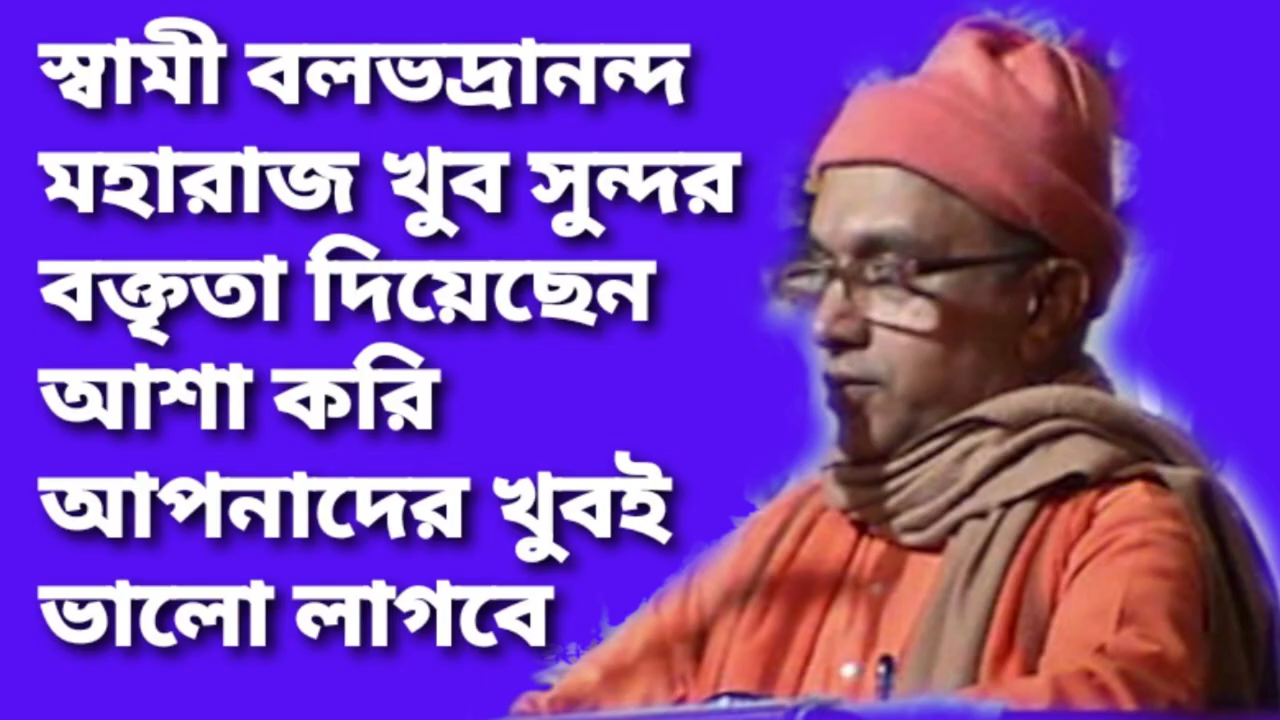 স্বামী বলভদ্রানন্দ
মহারাজ খুব সুন্দর
বক্তৃতা দিয়েছেন
আশা করি
আপনাদের খুবই
ভালো লাগবে